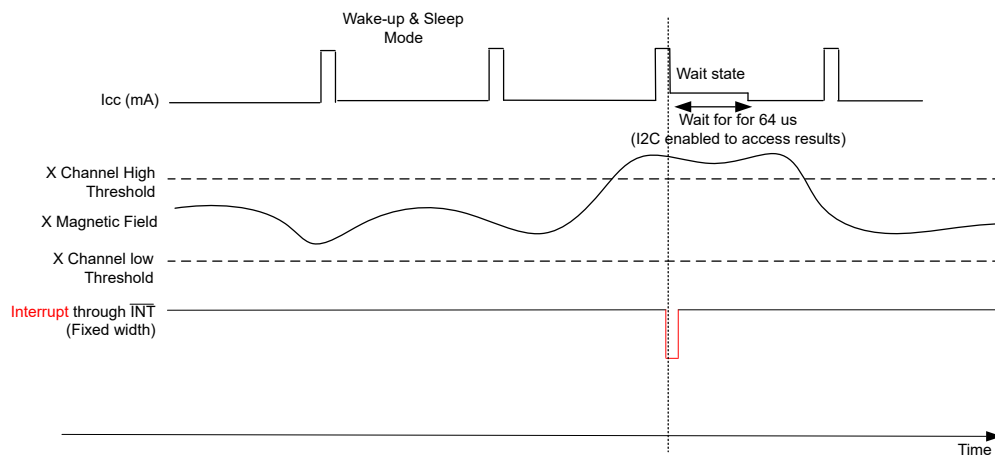 Wake-up & Sleep
Mode
Icc (mA)
Wait state
Wait for for 64 us
(I2C enabled to access results)
X Channel High
Threshold
X Magnetic Field
X Channel low
Threshold
Interrupt through INT
(Fixed width)
Time